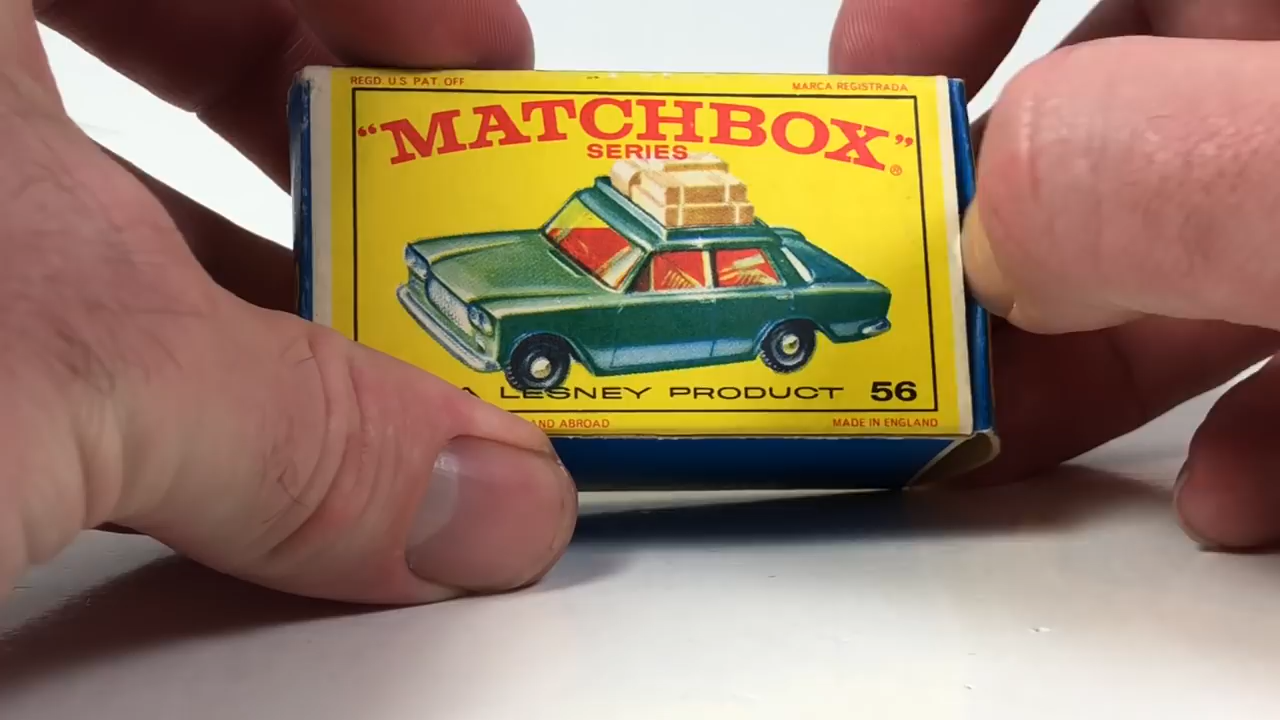 REGD. U.S. PAT. OFF
MARCA REGISTRADA
"MATCHBOX"®
SERIES
A LESNEY PRODUCT 56
AND ABROAD
MADE IN ENGLAND